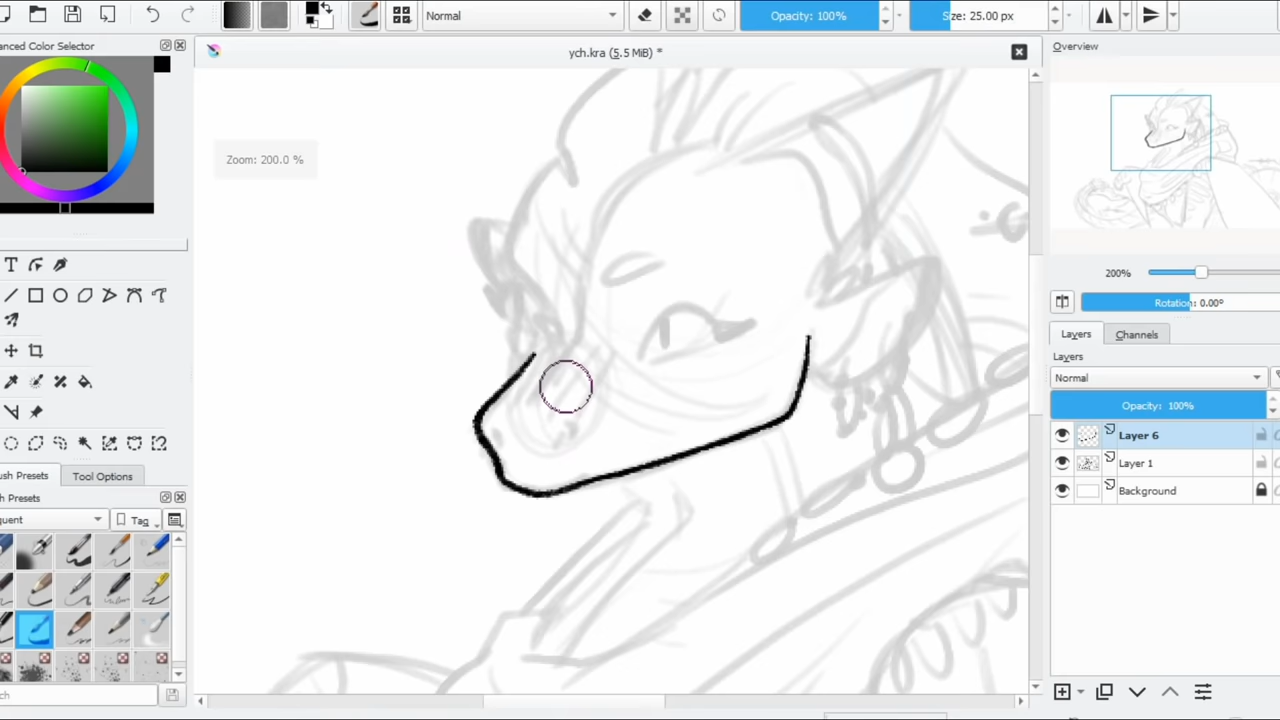 Normal
Opacity: 100%
Size: 25.00 px
anced Color Selector
ych.kra (5.5 MiB) *
Overview
Zoom: 200.0 %
200%
Rotation: 0.00°
Layers
Channels
Layers
Normal
Opacity: 100%
Layer 6
Layer 1
Background
ush Presets
Tool Options
h Presets
quent
Tag
ch